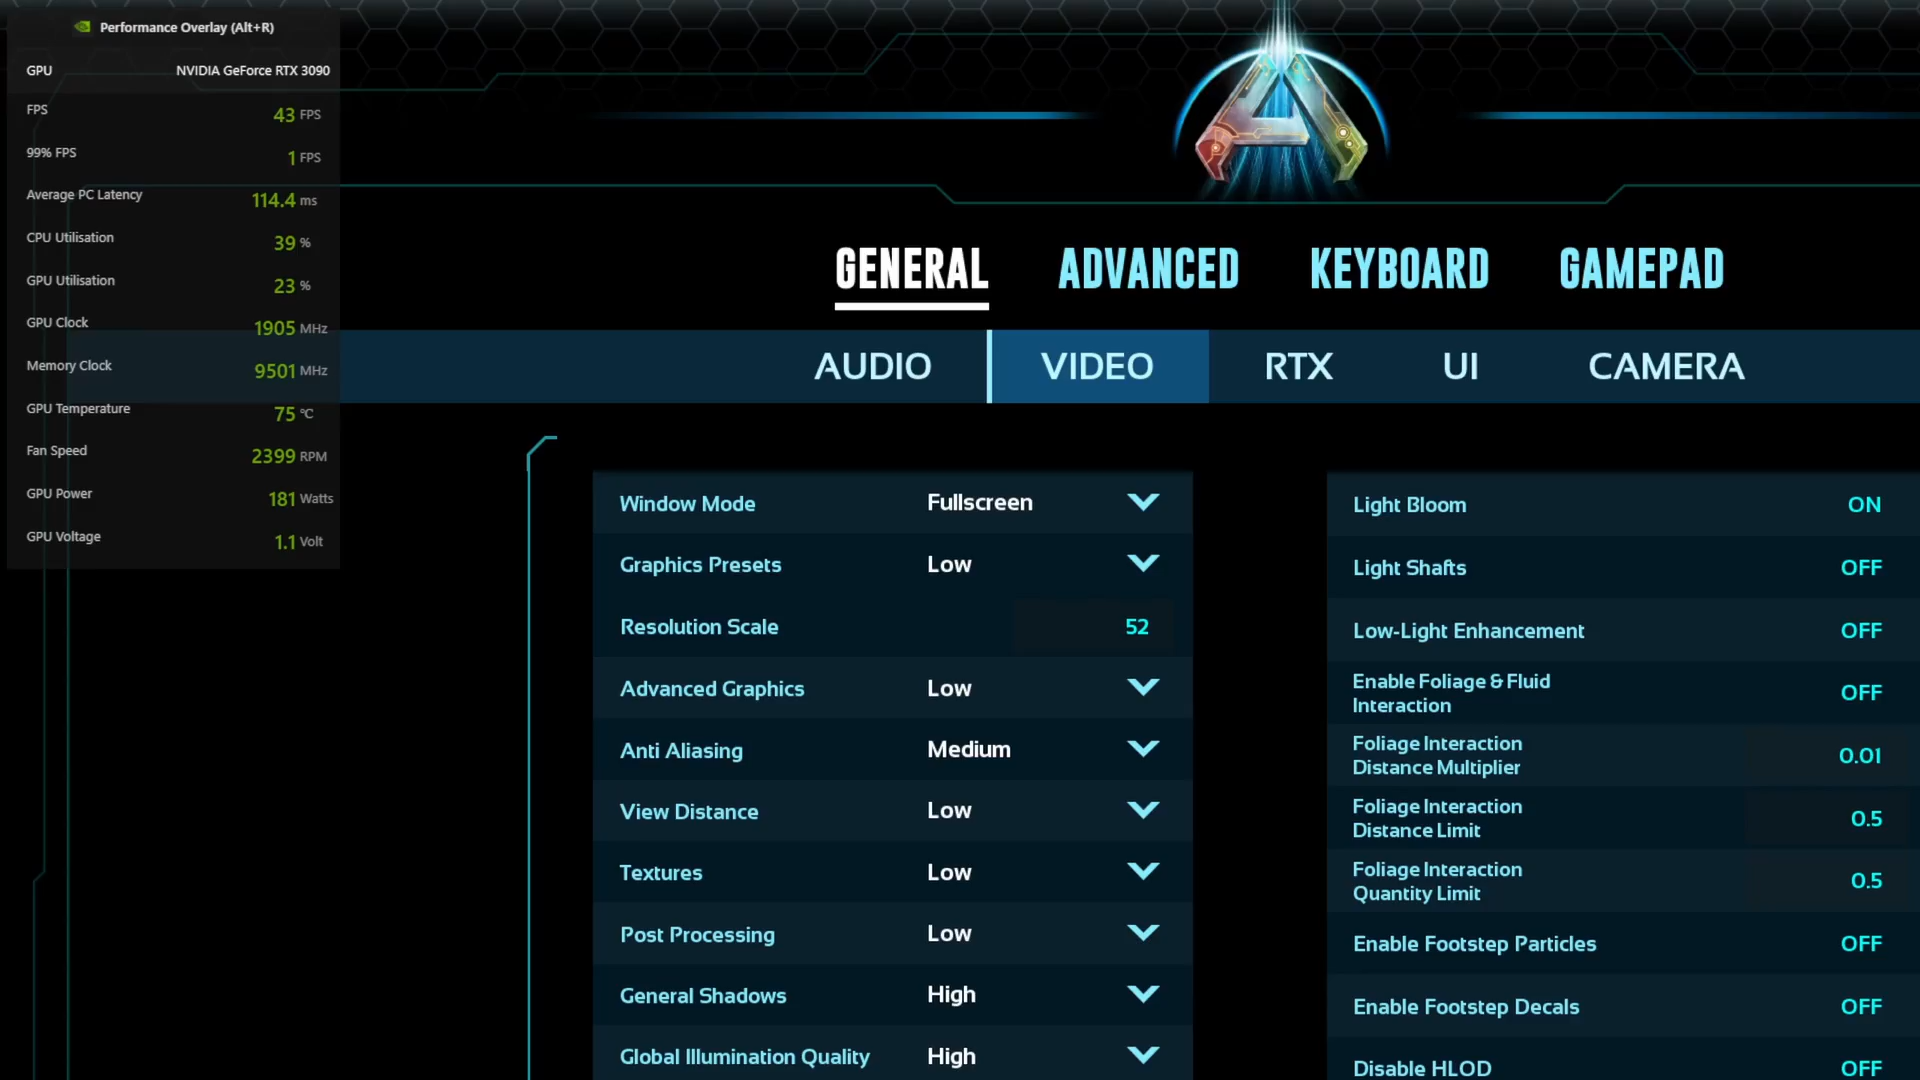 Performance Overlay (Alt+R)
GPU NVIDIA GeForce RTX 3090
FPS 43 FPS
99% FPS 1 FPS
Average PC Latency 114.4 ms
CPU Utilisation 39 %
GPU Utilisation 23 %
GPU Clock 1905 MHz
Memory Clock 9501 MHz
GPU Temperature 75 °C
Fan Speed 2399 RPM
GPU Power 181 Watts
GPU Voltage 1.1 Volt
GENERAL ADVANCED KEYBOARD GAMEPAD
AUDIO VIDEO RTX UI CAMERA
Window Mode Fullscreen
Graphics Presets Low
Resolution Scale 52
Advanced Graphics Low
Anti Aliasing Medium
View Distance Low
Textures Low
Post Processing Low
General Shadows High
Global Illumination Quality High
Light Bloom ON
Light Shafts OFF
Low-Light Enhancement OFF
Enable Foliage & Fluid
Interaction OFF
Foliage Interaction
Distance Multiplier 0.01
Foliage Interaction
Distance Limit 0.5
Foliage Interaction
Quantity Limit 0.5
Enable Footstep Particles OFF
Enable Footstep Decals OFF
Disable HLOD OFF